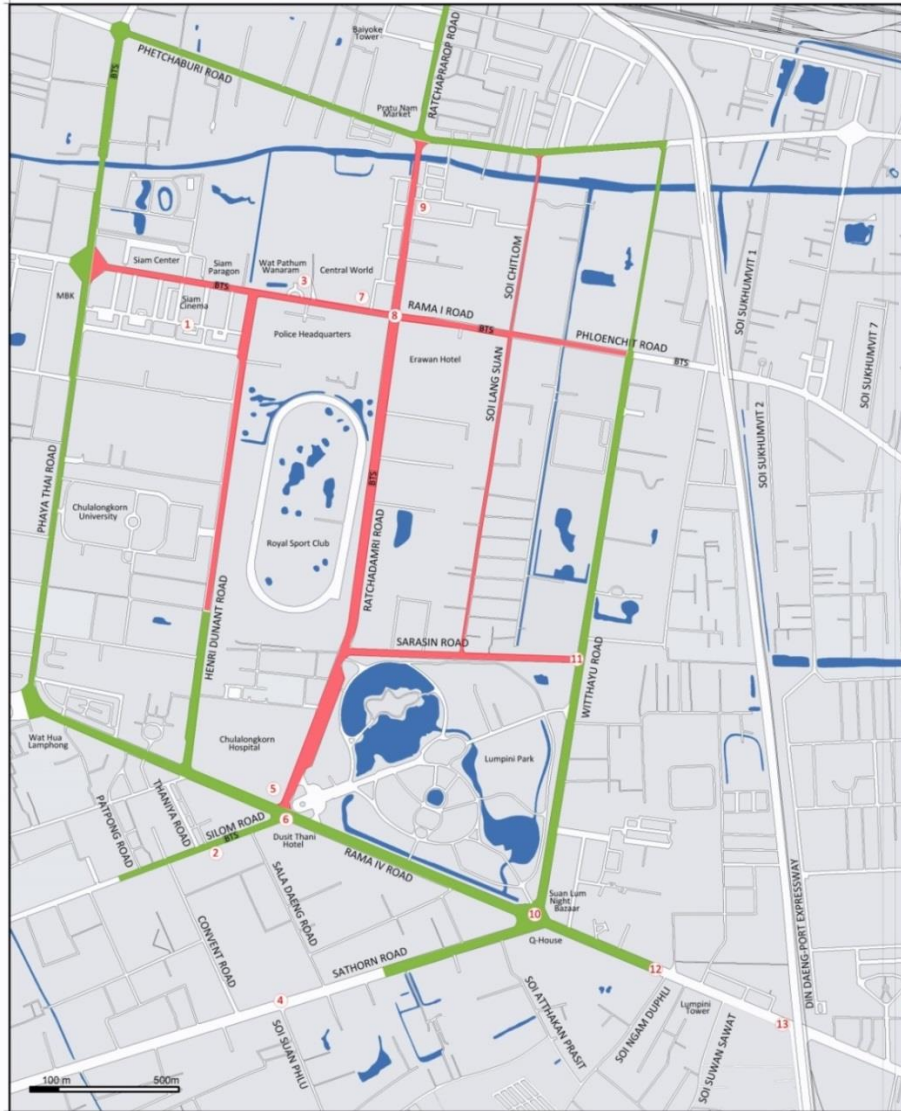 Baiyoke
Tower
RATCHAPRAROP ROAD
BTS
PHETCHABURI ROAD
Pratu Nam
Market
9
SOI CHITLOM
SOI SUKHUMVIT 1
Siam Center
Siam
Paragon
Wat Pathum
Wanaram
3
Central World
BTS
7
MBK
Siam
Cinema
1
RAMA I ROAD
8
BTS
PHLOENCHIT ROAD
BTS
Police Headquarters
Erawan Hotel
SOI SUKHUMVIT 7
SOI LANG SUAN
SOI SUKHUMVIT 2
BTS
PHAYA THAI ROAD
Chulalongkorn
University
Royal Sport Club
RATCHADAMRI ROAD
HENRI DUNANT ROAD
SARASIN ROAD
11
WITTHAYU ROAD
Wat Hua
Lamphong
Chulalongkorn
Hospital
Lumpini Park
5
6
PATPONG ROAD
THANIYA ROAD
SILOM ROAD
BTS
2
Dusit Thani
Hotel
RAMA IV ROAD
SALA DAENG ROAD
Suan Lum
Night
Bazaar
10
Q-House
DIN DAENG-PORT EXPRESSWAY
CONVENT ROAD
SATHORN ROAD
12
4
SOI SUAN PHLU
SOI ATTHAKAN PRASIT
SOI NGAM DUPHLI
Lumpini
Tower
SOI SUWAN SAWAT
13
100 m
500m